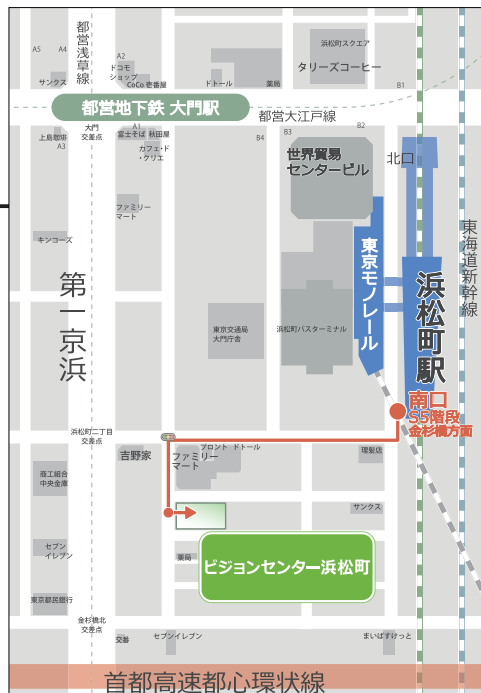 都営浅草線
A5
A4
A2
ドコモ
ショップ
サンクス
CoCo 壱番屋
ドトール
薬局
浜松町スクエア
タリーズコーヒー
B1
都営地下鉄 大門駅
都営大江戸線
大門
交差点
A1
上島珈琲
A3
富士そば 秋田屋
カフェ・ド
・クリエ
B4
B3
B2
世界貿易
センタービル
北口
ファミリー
マート
キンコーズ
東京モノレール
浜松町駅
東海道新幹線
第一京浜
東京交通局
大門庁舎
浜松町バスターミナル
南口
S5階段
金杉橋方面
浜松町二丁目
交差点
吉野家
ファミリー
マート
プロント
ドトール
理髪店
商工組合
中央金庫
サンクス
セブン
イレブン
薬局
ビジョンセンター浜松町
東京都民銀行
金杉橋北
交差点
交番
セブンイレブン
まいばすけっと
首都高速都心環状線